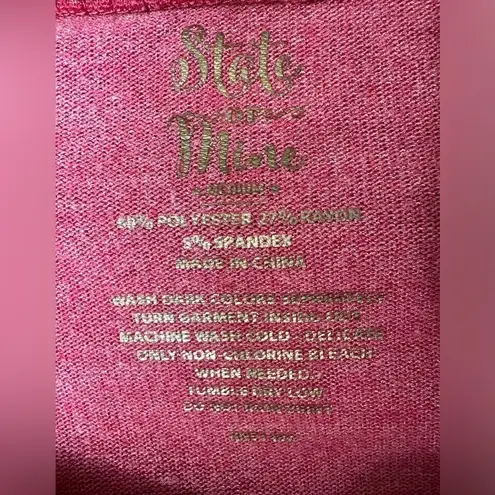 State
of
Mine
MEDIUM
68% POLYESTER 27% RAYON
5% SPANDEX
MADE IN CHINA
WASH DARK COLORS SEPARATELY
TURN GARMENT INSIDE OUT
MACHINE WASH COLD DELICATE
ONLY NON-CHLORINE BLEACH
WHEN NEEDED.
TUMBLE DRY LOW
DO NOT